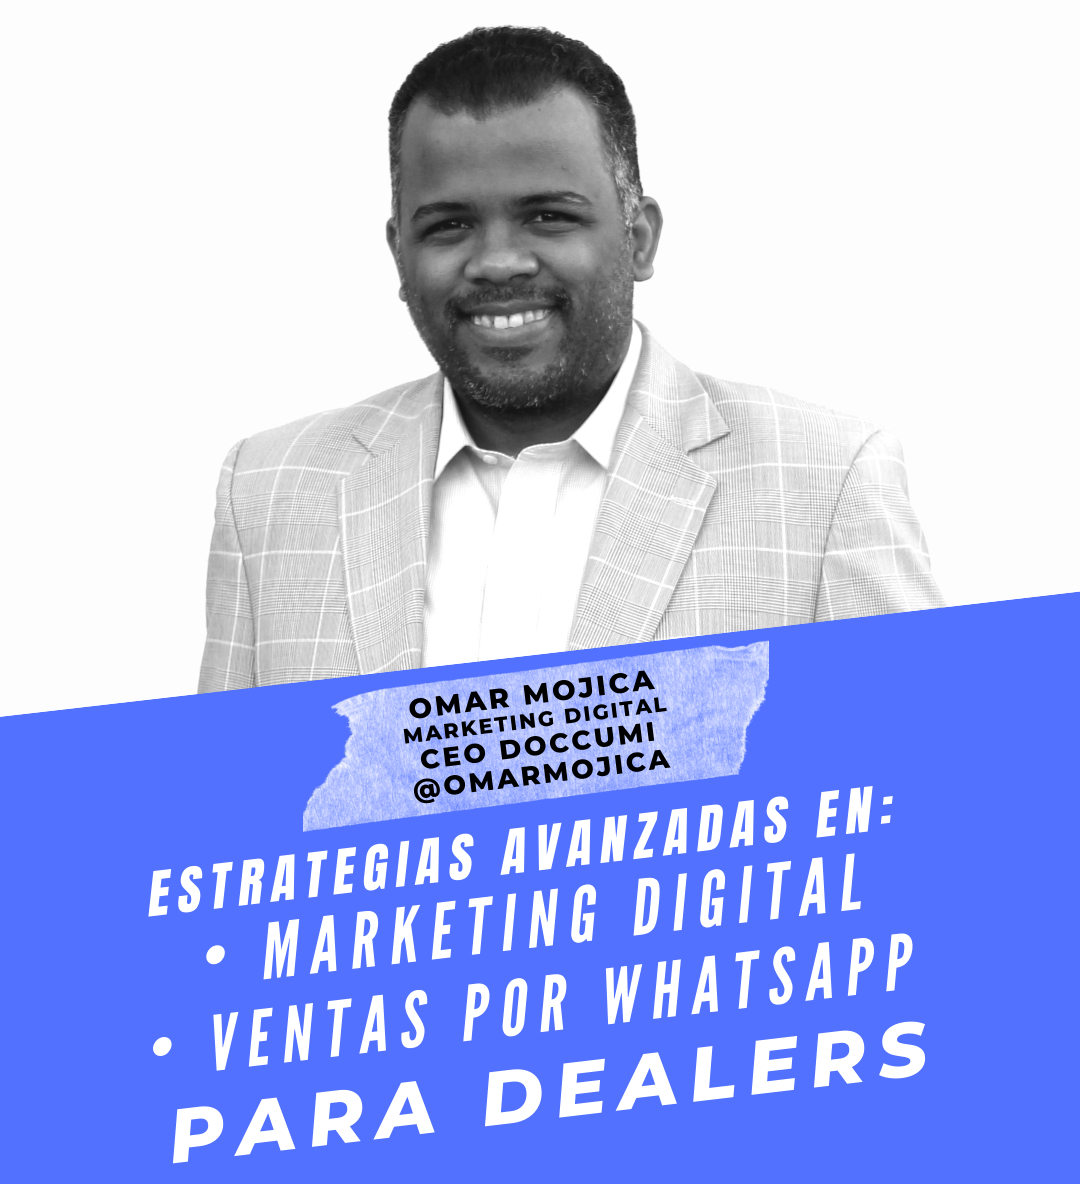 OMAR MOJICA
MARKETING DIGITAL
CEO DOCCUMI
@OMARMOJICA
ESTRATEGIAS AVANZADAS EN:
• MARKETING DIGITAL
• VENTAS POR WHATSAPP
PARA DEALERS